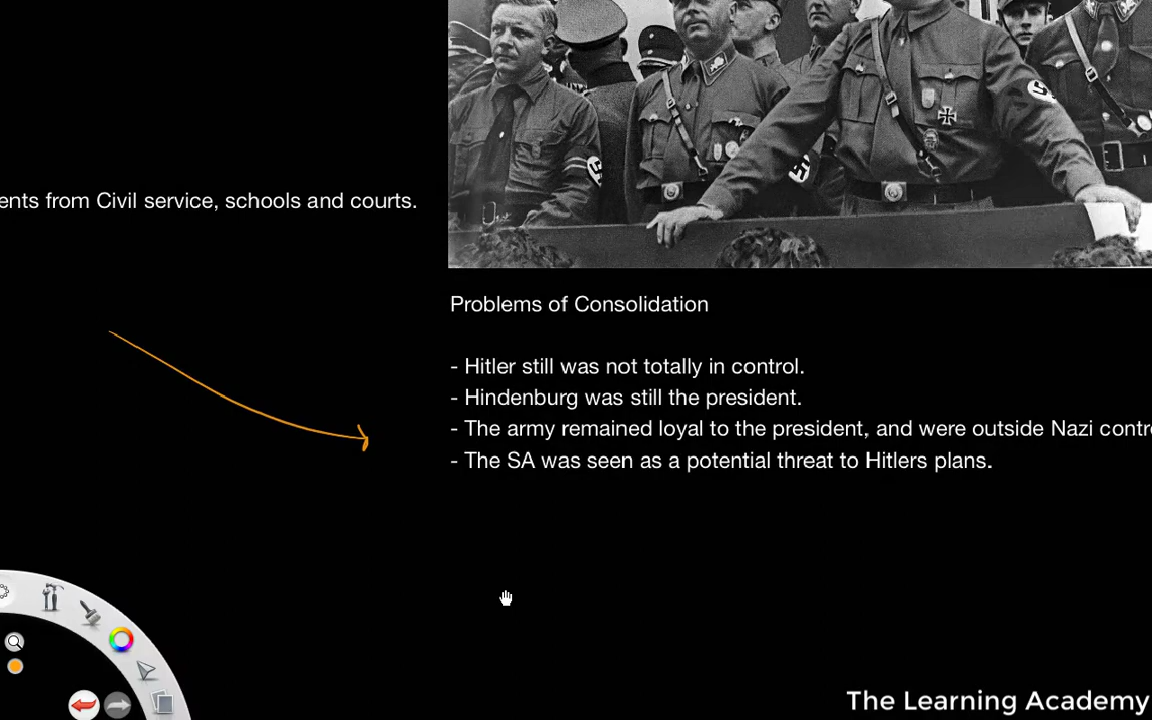 ents from Civil service, schools and courts.
Problems of Consolidation
- Hitler still was not totally in control.
- Hindenburg was still the president.
- The army remained loyal to the president, and were outside Nazi contr
- The SA was seen as a potential threat to Hitlers plans.
The Learning Academy